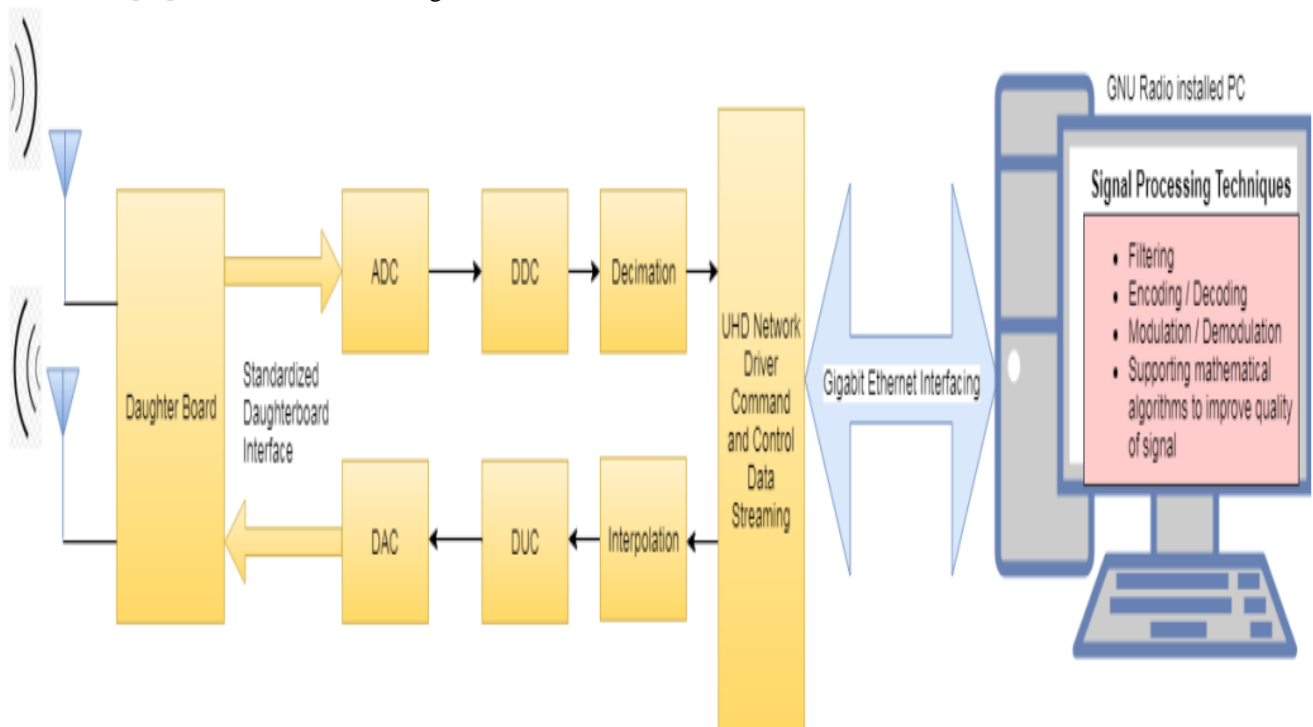 GNU Radio installed PC
Signal Processing Techniques
• Filtering
• Encoding / Decoding
• Modulation / Demodulation
• Supporting mathematical
algorithms to improve quality
of signal
Daughter Board
Standardized
Daughterboard
Interface
ADC
DDC
Decimation
DAC
DUC
Interpolation
UHD Network
Driver
Command
and Control
Data
Streaming
Gigabit Ethernet Interfacing